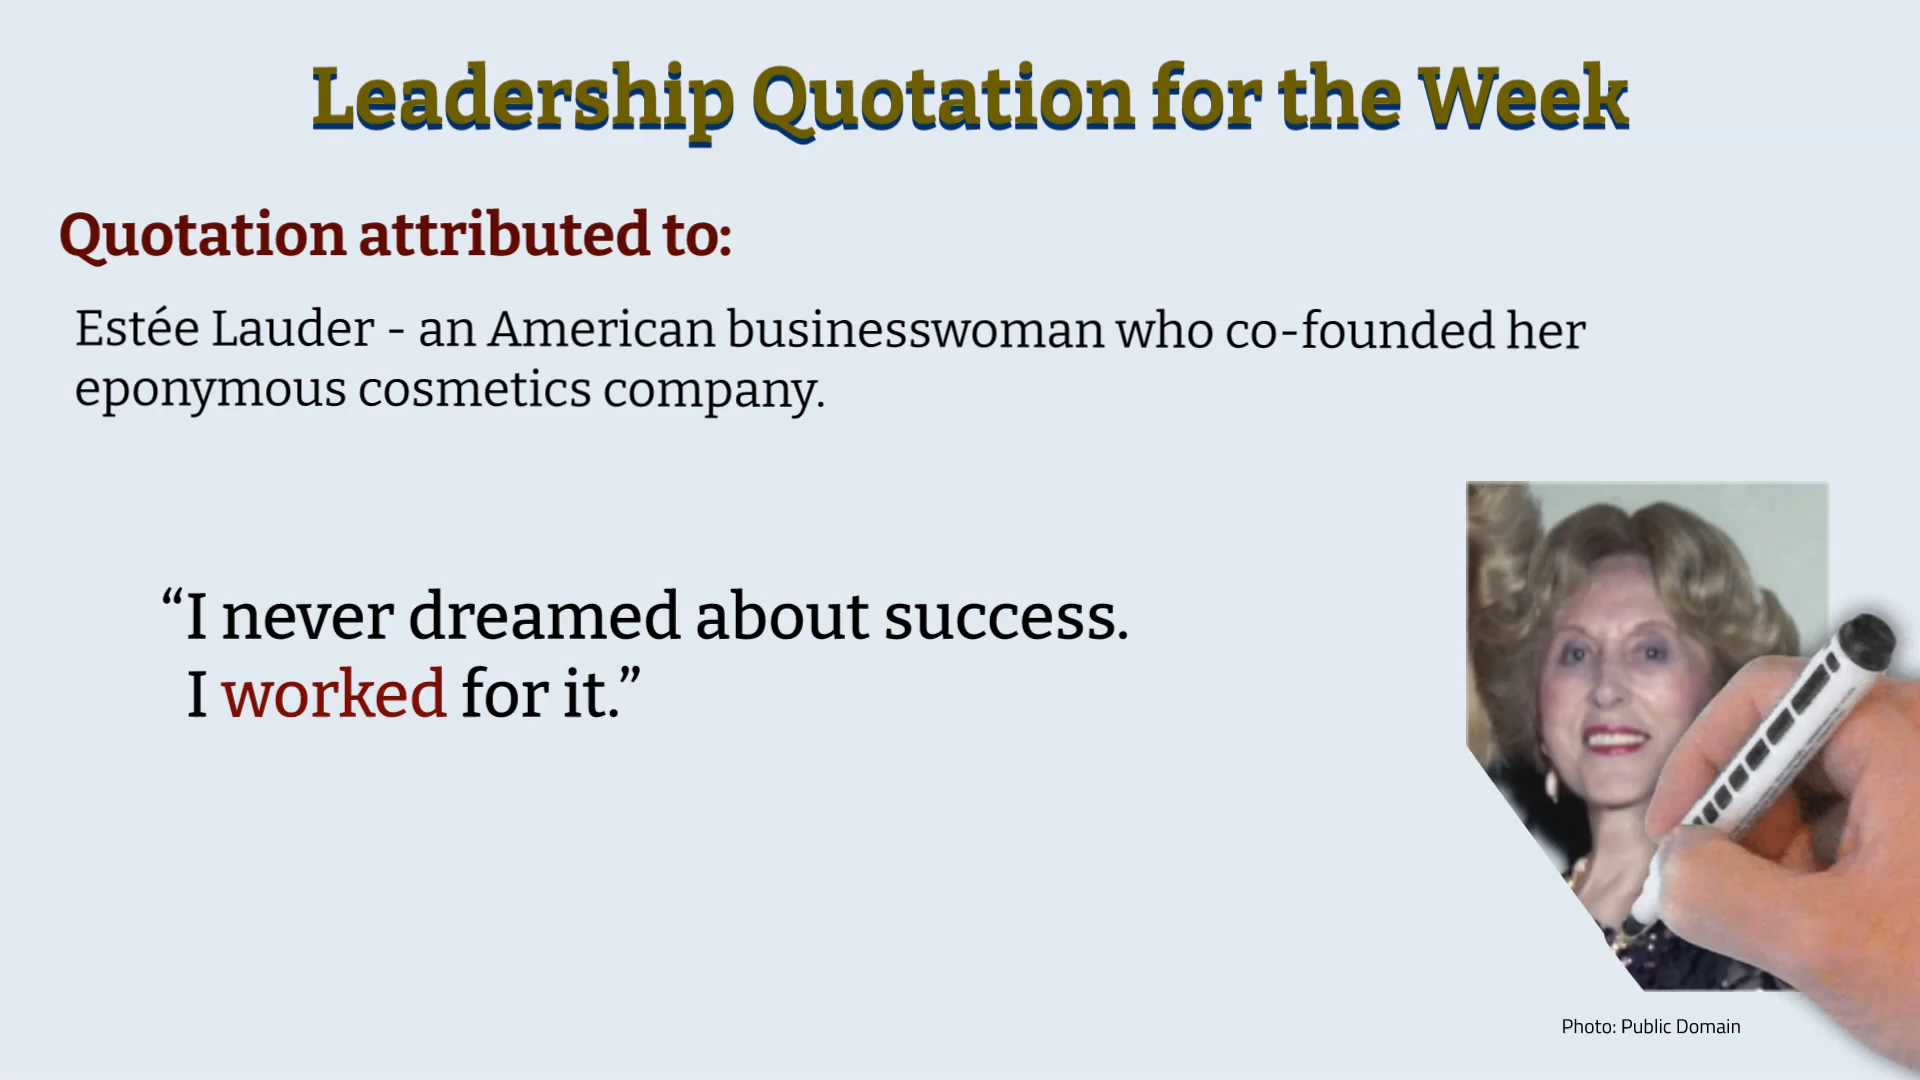 Leadership Quotation for the Week
Quotation attributed to:
Estée Lauder - an American businesswoman who co-founded her
eponymous cosmetics company.
“I never dreamed about success.
I worked for it.”
Photo: Public Domain